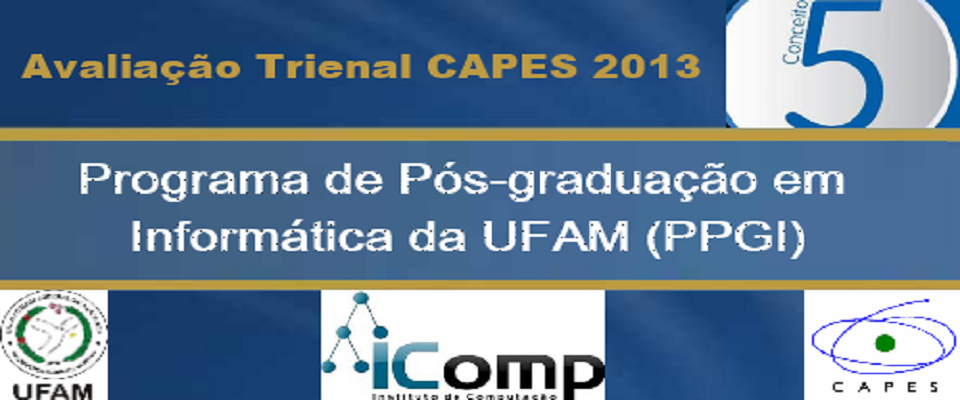 Avaliação Trienal CAPES 2013
Conceito
5
Programa de Pós-graduação em
Informática da UFAM (PPGI)
UFAM
iComp
Instituto de Computação
CAPES